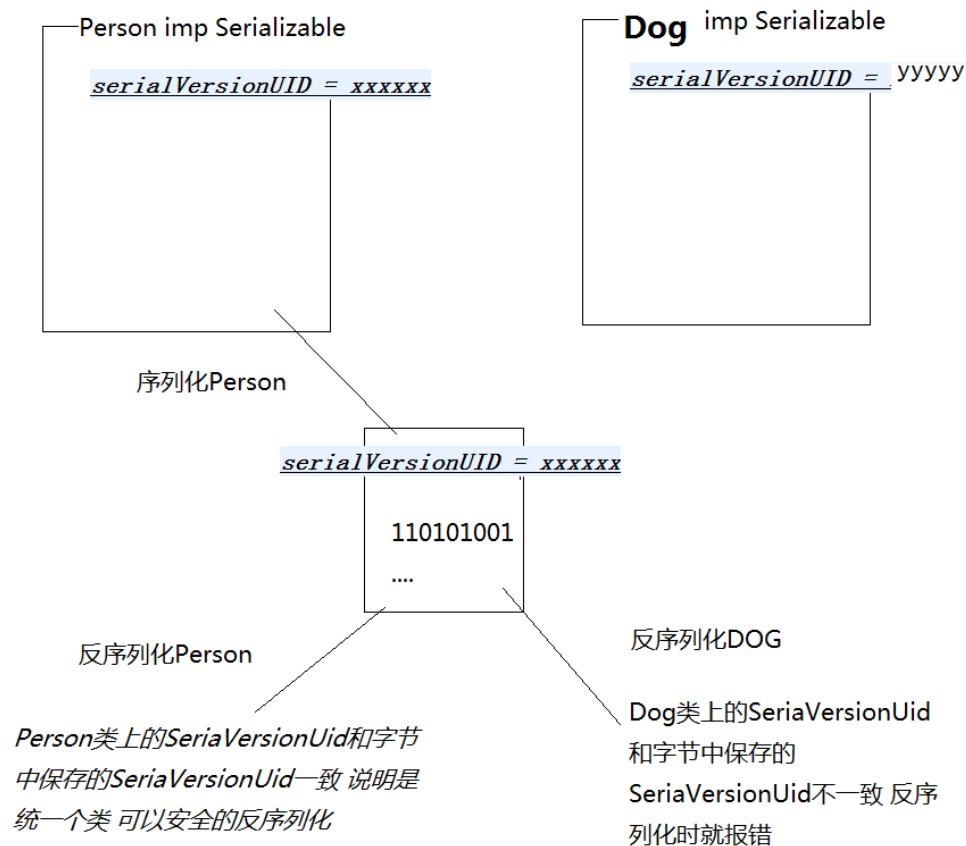 Person imp Serializable
serialVersionUID = xxxxxx
Dog imp Serializable
serialVersionUID = yyyyy
序列化Person
serialVersionUID = xxxxxx
110101001
....
反序列化Person
Person类上的SeriaVersionUid和字节
中保存的SeriaVersionUid一致 说明是
统一个类 可以安全的反序列化
反序列化DOG
Dog类上的SeriaVersionUid
和字节中保存的
SeriaVersionUid不一致 反序
列化时就报错